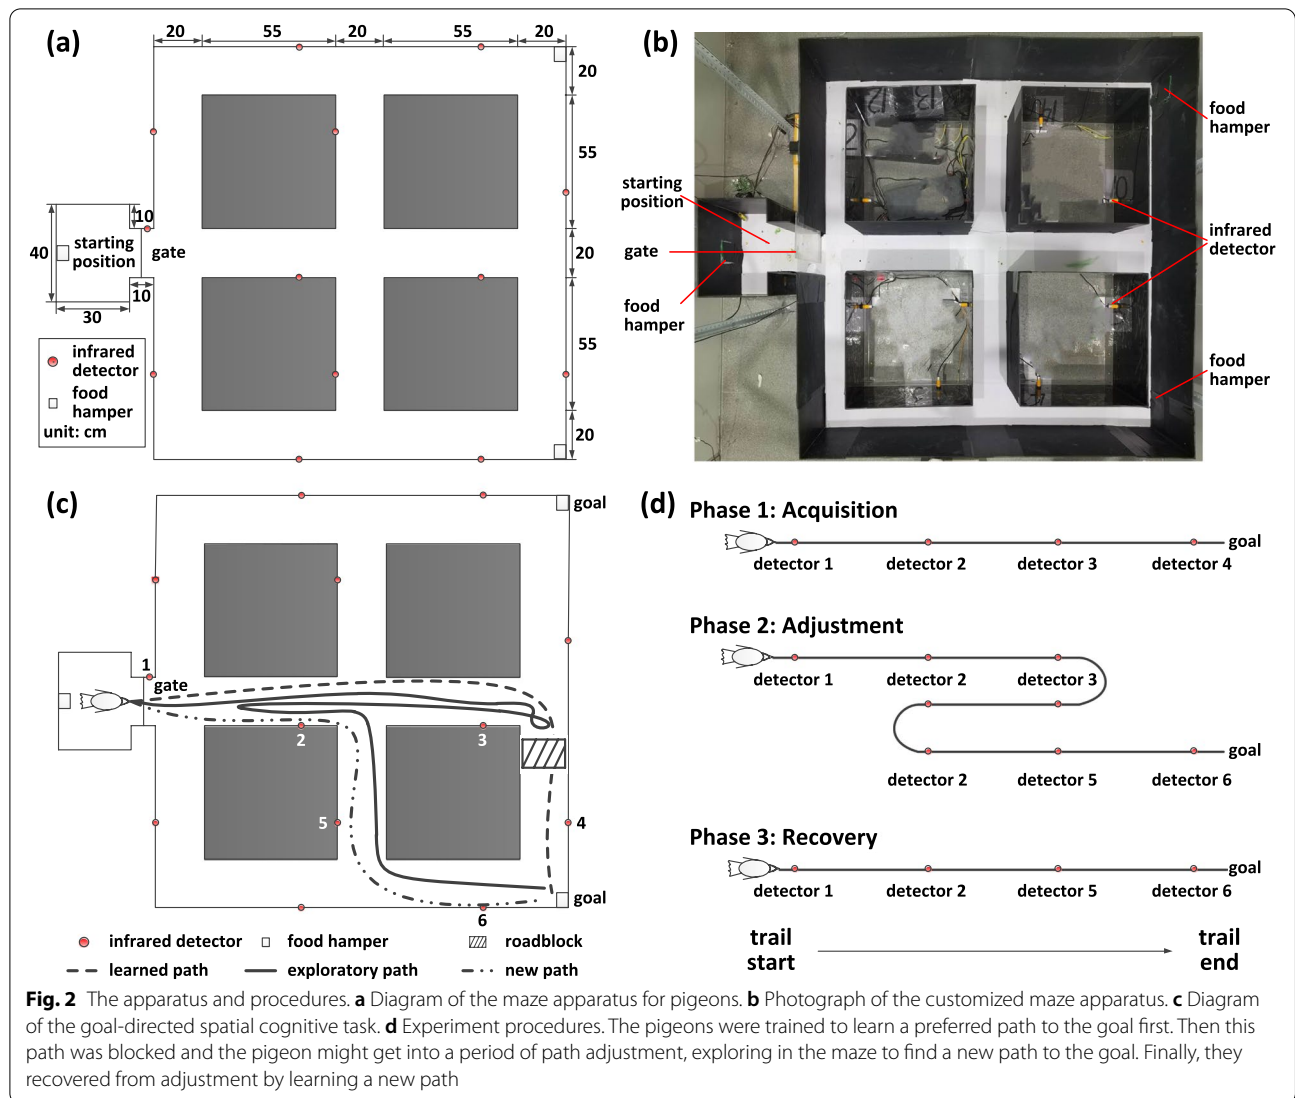 (a)
20 55 20 55 20
20
55
20
55
20
10
40
starting
position
gate
10
30
infrared
detector
food
hamper
unit: cm
(b)
food
hamper
starting
position
infrared
detector
gate
food
hamper
food
hamper
(c)
goal
1
gate
2
3
5
4
goal
6
infrared detector food hamper roadblock
learned path exploratory path new path
(d)
Phase 1: Acquisition
goal
detector 1 detector 2 detector 3 detector 4
Phase 2: Adjustment
detector 1 detector 2 detector 3
goal
detector 2 detector 5 detector 6
Phase 3: Recovery
goal
detector 1 detector 2 detector 5 detector 6
trail
start
trail
end
Fig. 2 The apparatus and procedures. a Diagram of the maze apparatus for pigeons. b Photograph of the customized maze apparatus. c Diagram
of the goal-directed spatial cognitive task. d Experiment procedures. The pigeons were trained to learn a preferred path to the goal first. Then this
path was blocked and the pigeon might get into a period of path adjustment, exploring in the maze to find a new path to the goal. Finally, they
recovered from adjustment by learning a new path